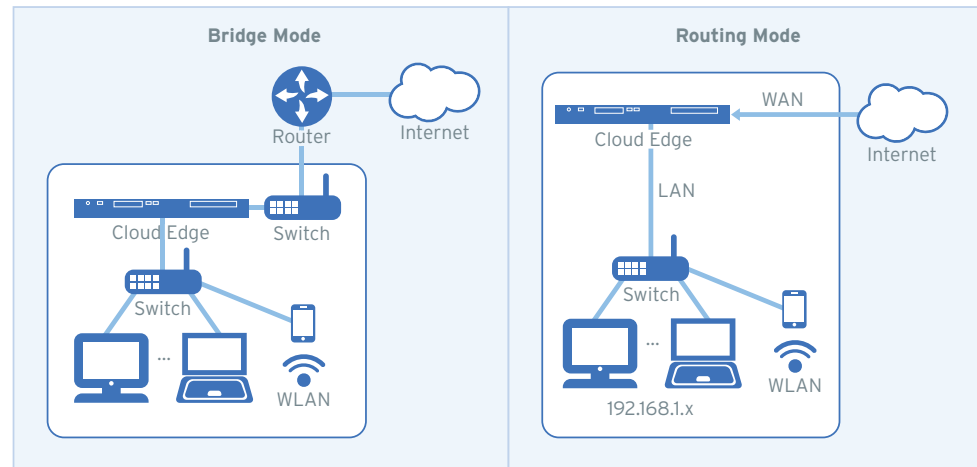 Bridge Mode
Router
Internet
Cloud Edge
Switch
Switch
...
WLAN
Routing Mode
WAN
Cloud Edge
Internet
LAN
Switch
...
WLAN
192.168.1.x